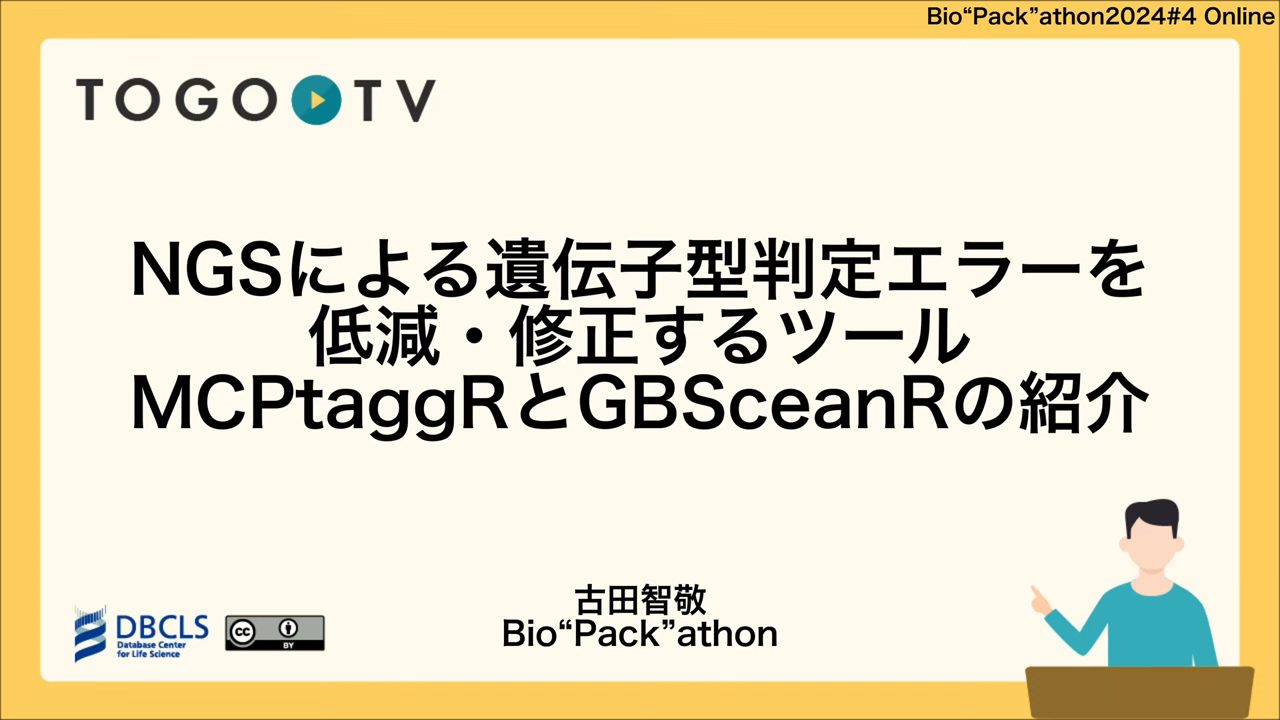 Bio“Pack”athon2024#4 Online
TOGO TV
NGSによる遺伝子型判定エラーを
低減・修正するツール
MCPtaggRとGBSceanRの紹介
古田智敬
Bio“Pack”athon
DBCLS
Database Center
for Life Science
cc
BY